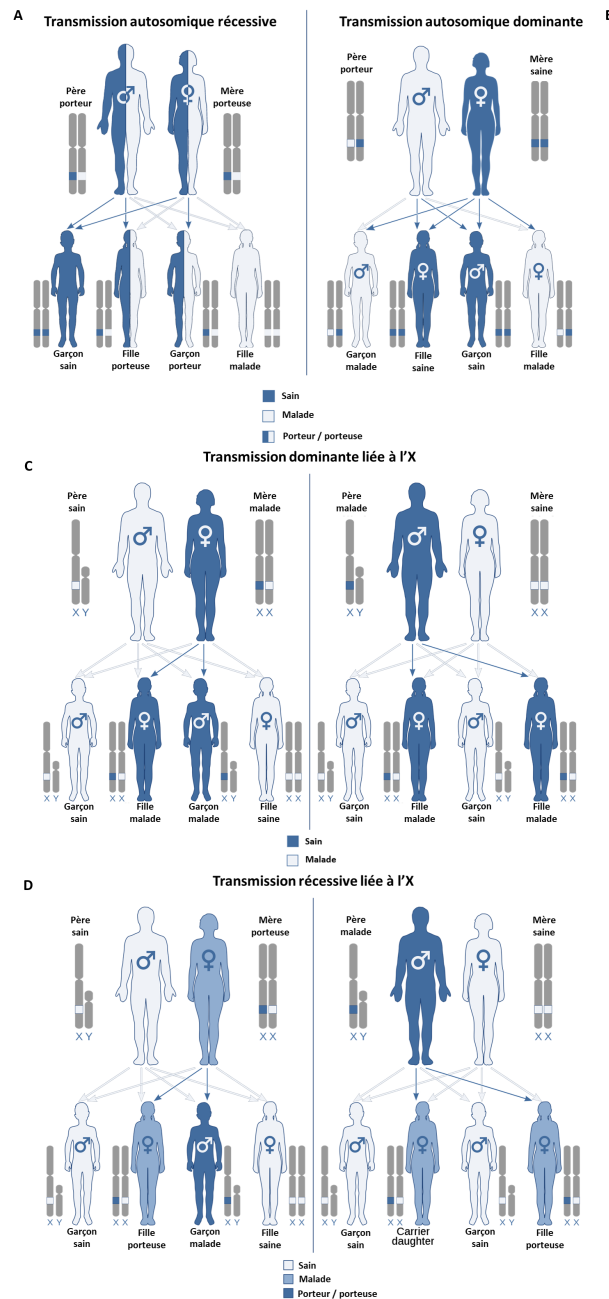 A
Transmission autosomique récessive
Transmission autosomique dominante
B
Père
porteur
Mère
porteuse
Père
porteur
Mère
saine
Garçon
sain
Fille
porteuse
Garçon
porteur
Fille
malade
Garçon
malade
Fille
saine
Garçon
sain
Fille
malade
Sain
Malade
Porteur / porteuse
C
Transmission dominante liée à l'X
Père
sain
Mère
malade
Père
malade
Mère
saine
X Y
X X
X Y
X X
X Y
X X
X Y
X X
X Y
X X
X Y
X X
Garçon
sain
Fille
malade
Garçon
malade
Fille
saine
Garçon
sain
Fille
malade
Garçon
sain
Fille
malade
Sain
Malade
D
Transmission récessive liée à l'X
Père
sain
Mère
porteuse
Père
malade
Mère
saine
X Y
X X
X Y
X X
X Y
X X
X Y
X X
X Y
X X
X Y
X X
Garçon
sain
Fille
porteuse
Garçon
malade
Fille
saine
Garçon
sain
Carrier
daughter
Garçon
sain
Fille
porteuse
Sain
Malade
Porteur / porteuse